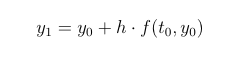 y₁ = y₀ + h · f(t₀, y₀)